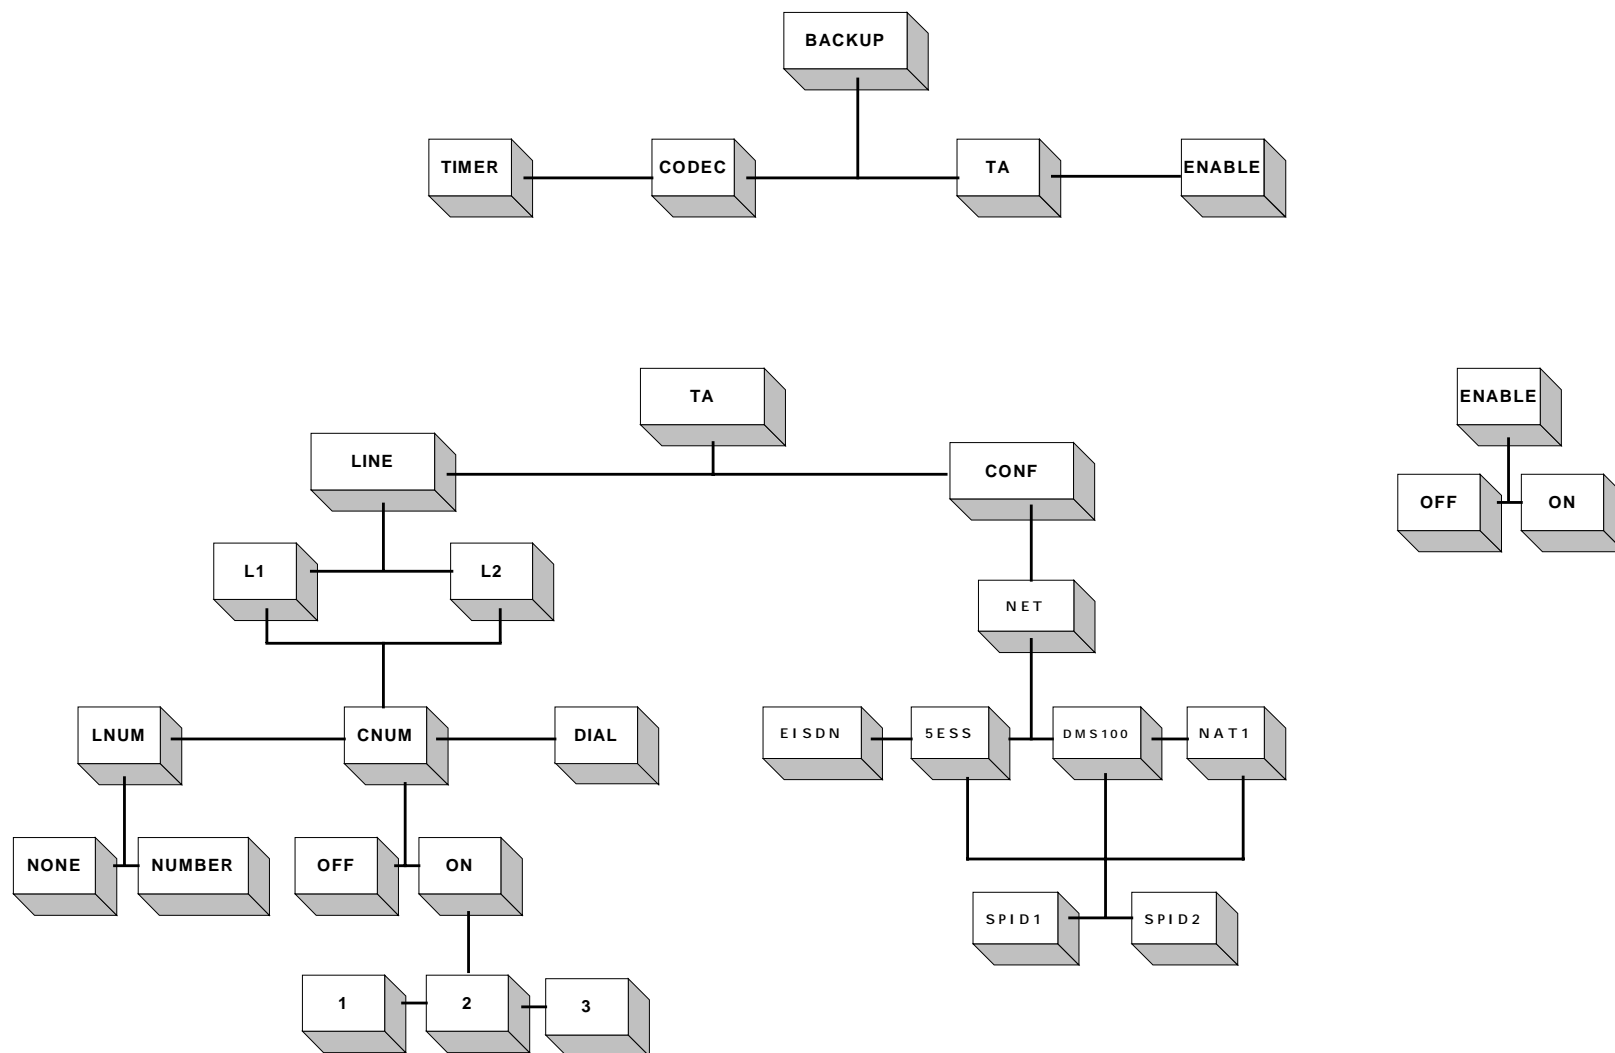 BACKUP
TIMER
CODEC
TA
ENABLE
TA
ENABLE
LINE
CONF
OFF
ON
L1
L2
NET
LNUM
CNUM
DIAL
EISDN
5ESS
DMS100
NAT1
NONE
NUMBER
OFF
ON
SPID1
SPID2
1
2
3